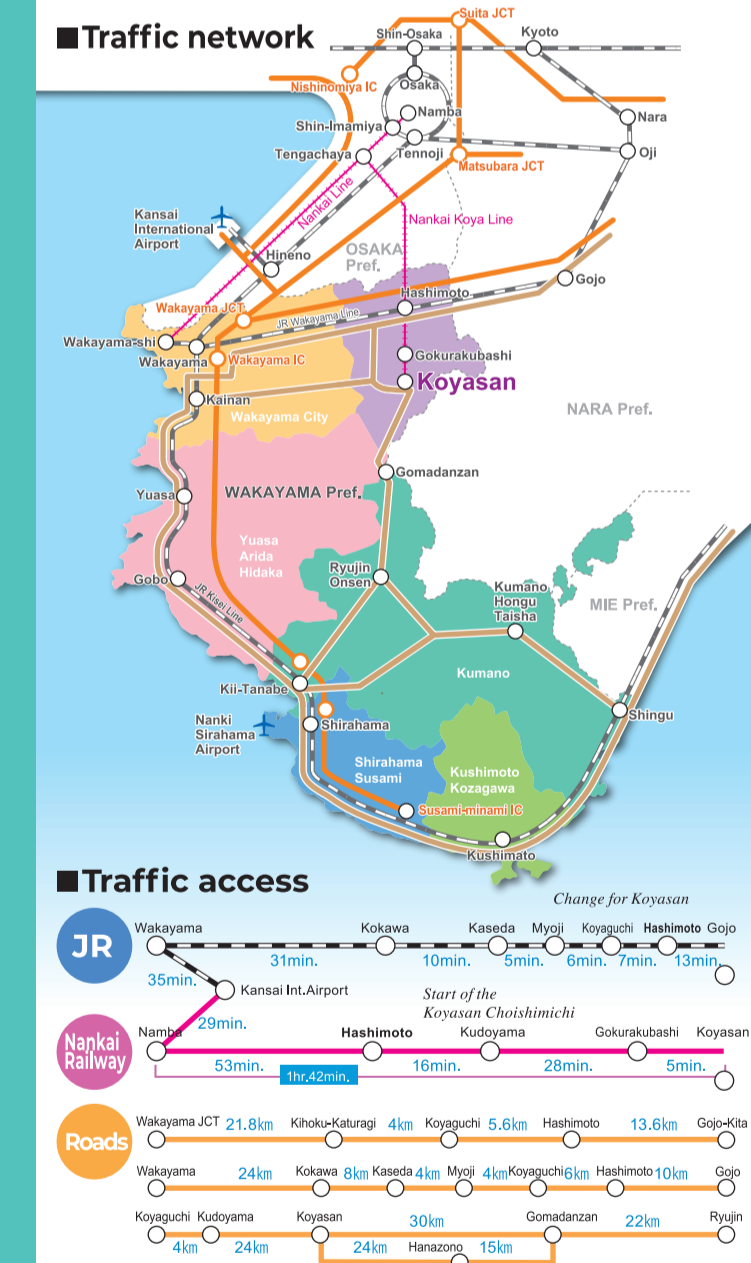 ■Traffic network
Suita JCT
Shin-Osaka
Kyoto
Nishinomiya IC
Osaka
Namba
Nara
Shin-Imamiya
Tennoji
Oji
Tengachaya
Matsubara JCT
Nankai Line
Nankai Koya Line
Kansai
International
Airport
OSAKA
Pref.
Hineno
Gojo
Hashimoto
Wakayama JCT
JR Wakayama Line
Wakayama-shi
Wakayama
Wakayama IC
Gokurakubashi
Koyasan
Kainan
Wakayama City
NARA Pref.
Gomadanzan
WAKAYAMA Pref.
Yuasa
Yuasa
Arida
Hidaka
Ryujin
Onsen
Gobo
JR Kisei Line
Kumano
Hongu
Taisha
MIE Pref.
Kumano
Kii-Tanabe
Shingu
Nanki
Sirahama
Airport
Shirahama
Shirahama
Susami
Kushimoto
Kozagawa
Susami-minami IC
Kushimato
■Traffic access
Change for Koyasan
JR
Wakayama Kokawa Kaseda Myoji Koyaguchi Hashimoto Gojo
31min. 10min. 5min. 6min. 7min. 13min.
35min.
Kansai Int.Airport
Start of the
Koyasan Choishimichi
29min.
Nankai
Railway
Namba Hashimoto Kudoyama Gokurakubashi Koyasan
53min. 16min. 28min. 5min.
1hr.42min.
Roads
Wakayama JCT 21.8km Kihoku-Katuragi 4km Koyaguchi 5.6km Hashimoto 13.6km Gojo-Kita
Wakayama 24km Kokawa 8km Kaseda 4km Myoji 4km Koyaguchi 6km Hashimoto 10km Gojo
Koyaguchi Kudoyama Koyasan 30km Gomadanzan 22km Ryujin
4km 24km 24km Hanazono 15km